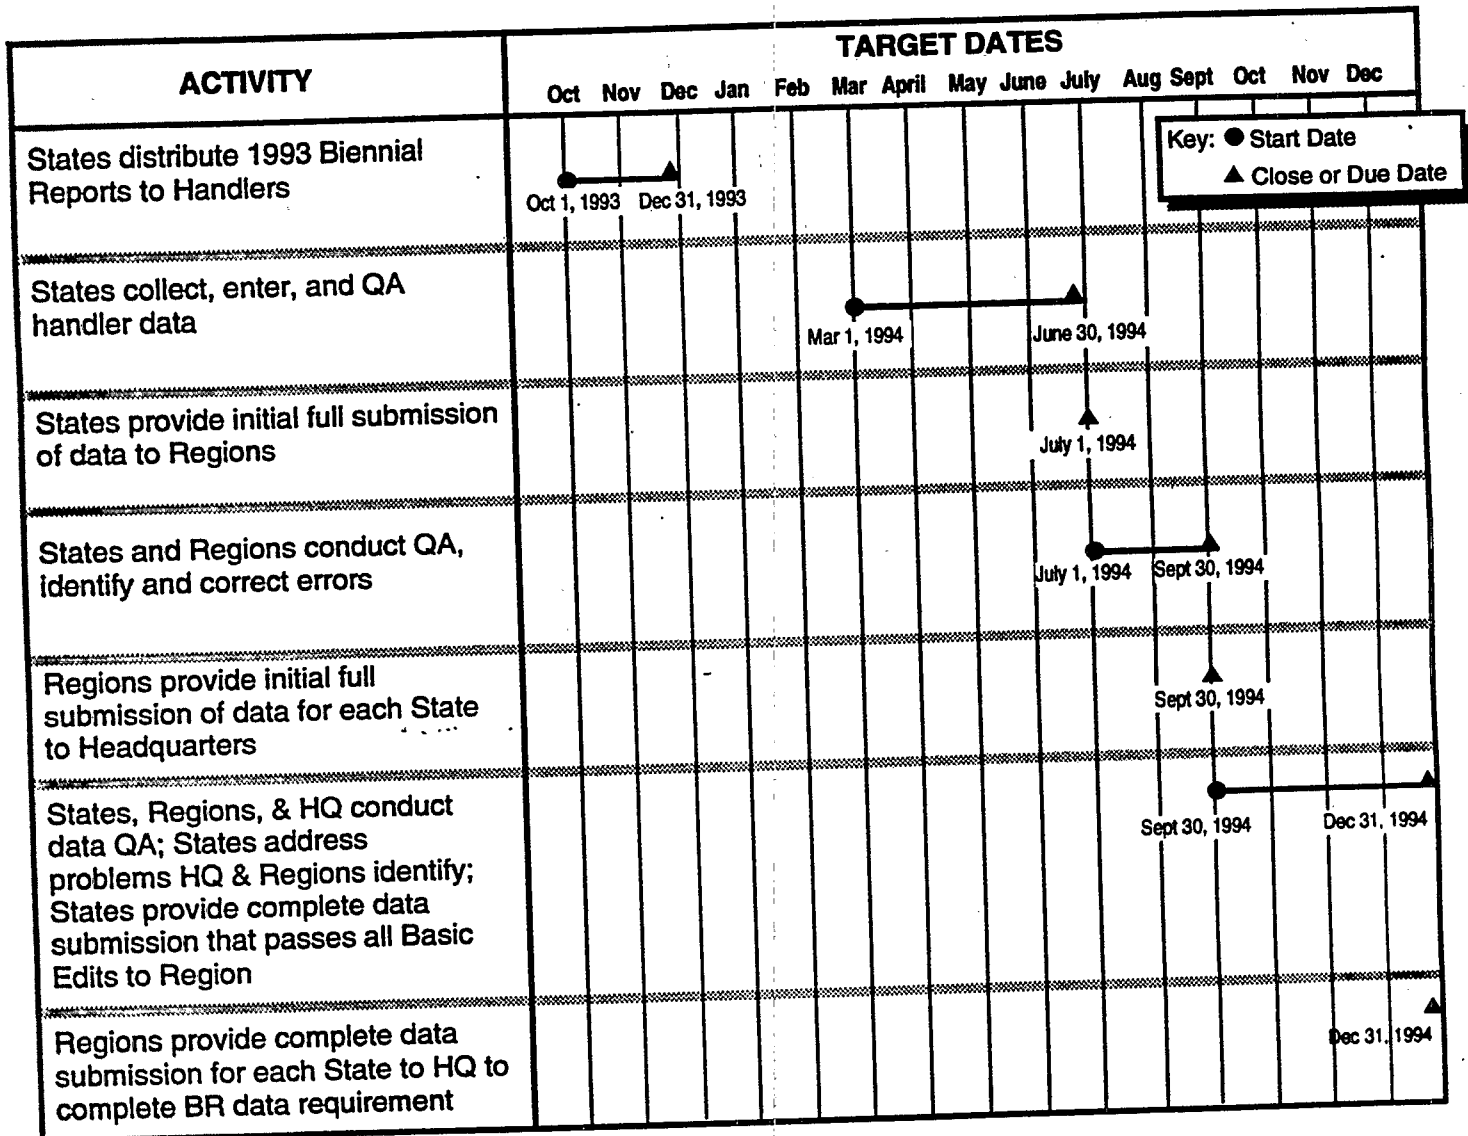 TARGET DATES
ACTIVITY
Oct Nov Dec Jan Feb Mar April May June July Aug Sept Oct Nov Dec
Key: ● Start Date
▲ Close or Due Date
States distribute 1993 Biennial
Reports to Handlers
Oct 1, 1993 Dec 31, 1993
States collect, enter, and QA
handler data
Mar 1, 1994 June 30, 1994
States provide initial full submission
of data to Regions
July 1, 1994
States and Regions conduct QA,
identify and correct errors
July 1, 1994 Sept 30, 1994
Regions provide initial full
submission of data for each State
to Headquarters
Sept 30, 1994
States, Regions, & HQ conduct
data QA; States address
problems HQ & Regions identify;
States provide complete data
submission that passes all Basic
Edits to Region
Sept 30, 1994 Dec 31, 1994
Regions provide complete data
submission for each State to HQ to
complete BR data requirement
Dec 31, 1994